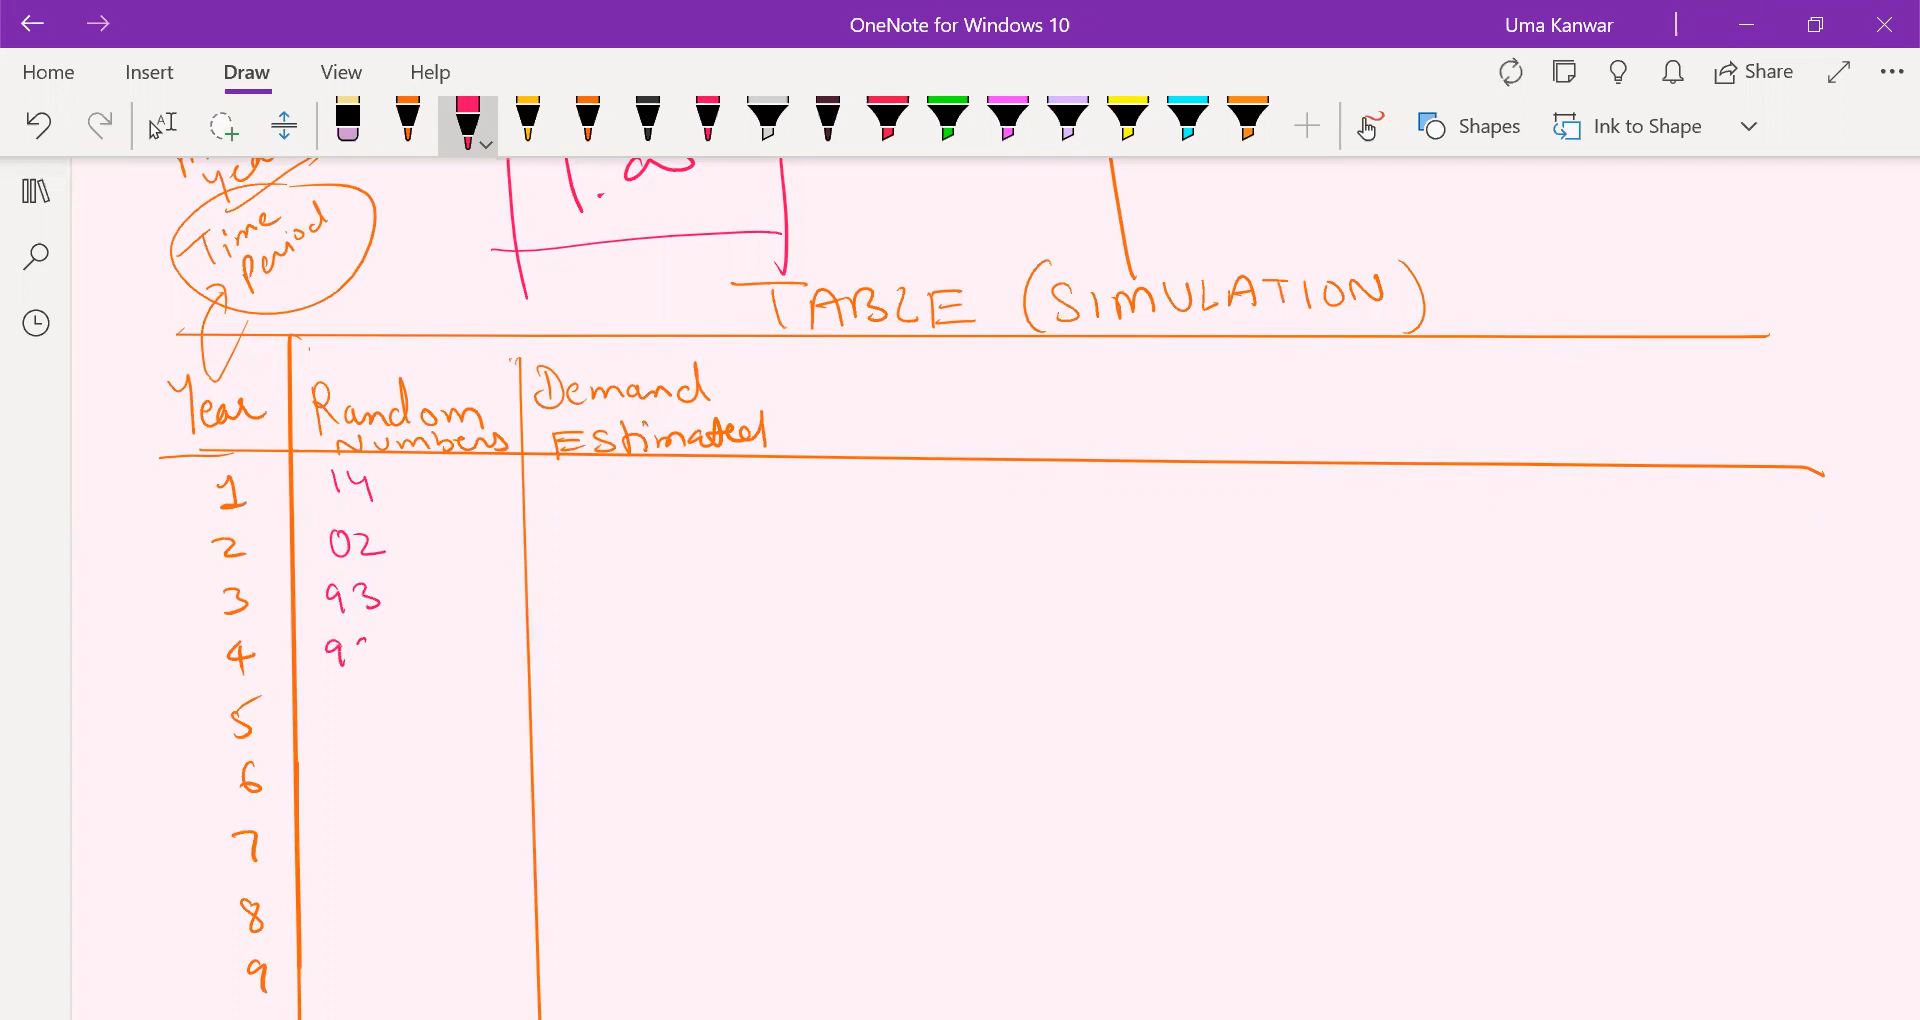 OneNote for Windows 10
Uma Kanwar
Home Insert Draw View Help
Share
Shapes
Ink to Shape
Time
period
TABLE (SIMULATION)
Year Random Numbers Demand Estimated
1 14
2 02
3 93
4 9
5
6
7
8
9